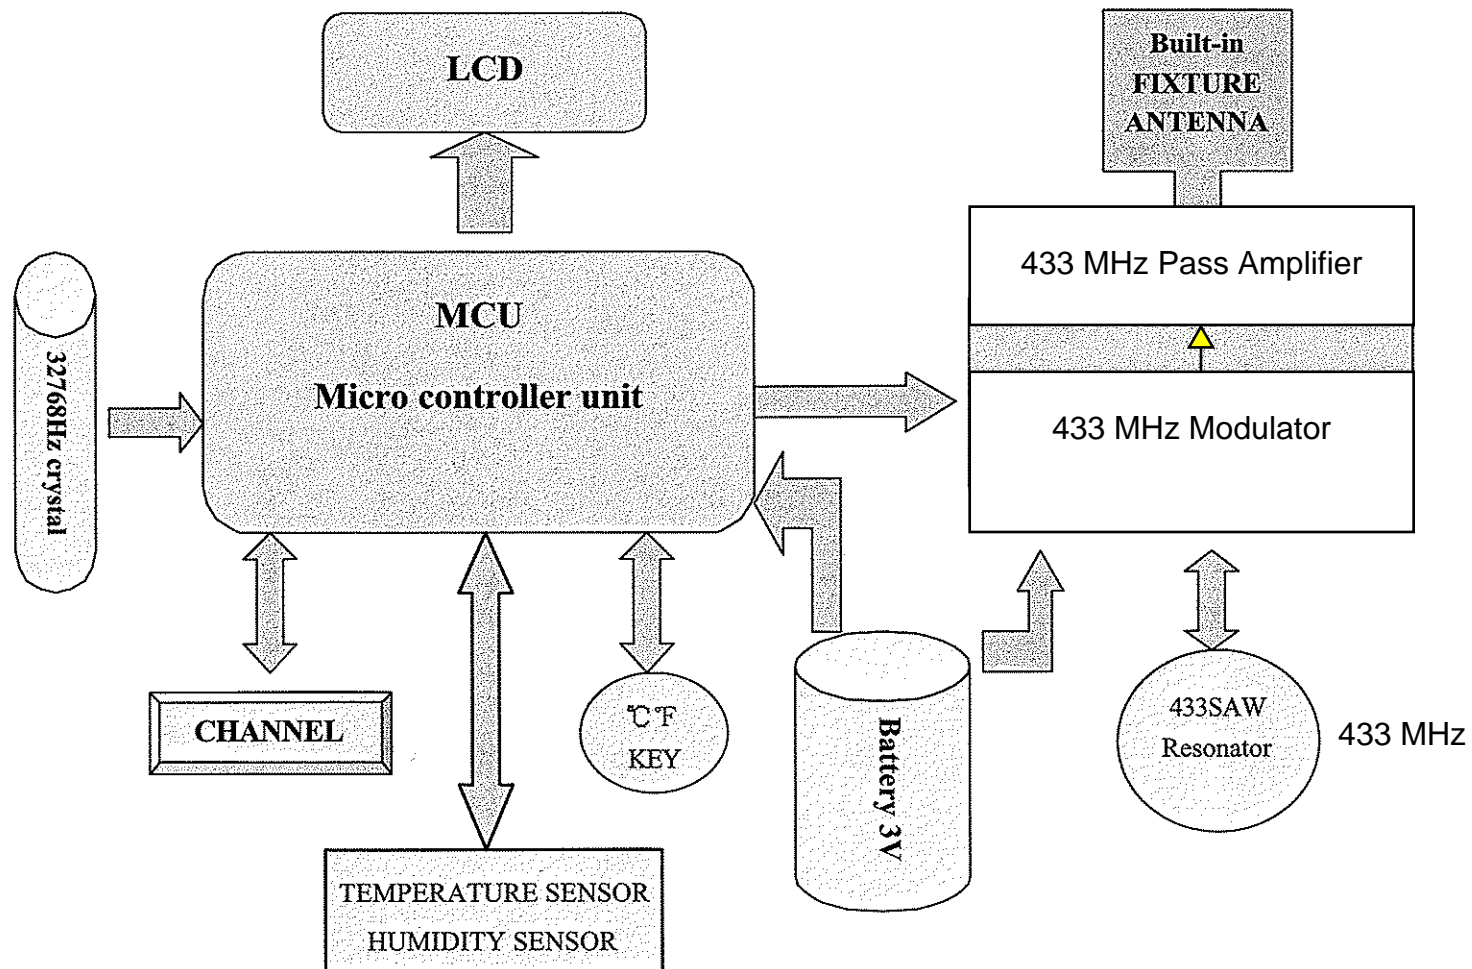 LCD
Built-in
FIXTURE
ANTENNA
433 MHz Pass Amplifier
MCU
Micro controller unit
32768Hz crystal
433 MHz Modulator
CHANNEL
℃ ℉
KEY
Battery 3V
433SAW
Resonator
433 MHz
TEMPERATURE SENSOR
HUMIDITY SENSOR